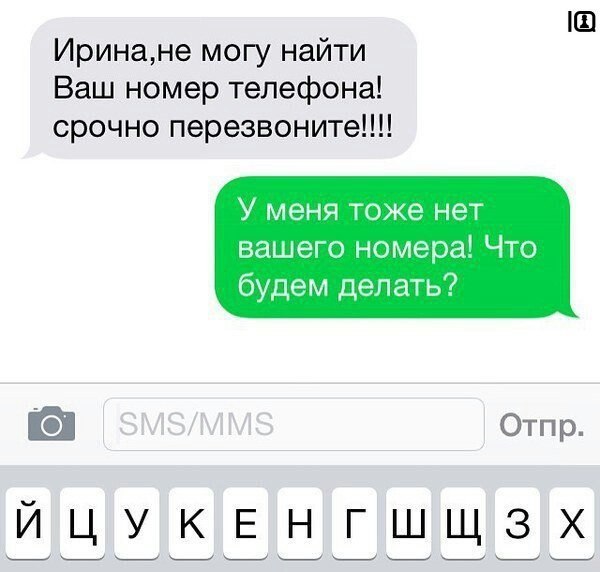 Ирина,не могу найти
Ваш номер телефона!
срочно перезвоните!!!!
У меня тоже нет
вашего номера! Что
будем делать?
SMS/MMS
Отпр.
Й Ц У К Е Н Г Ш Щ З Х